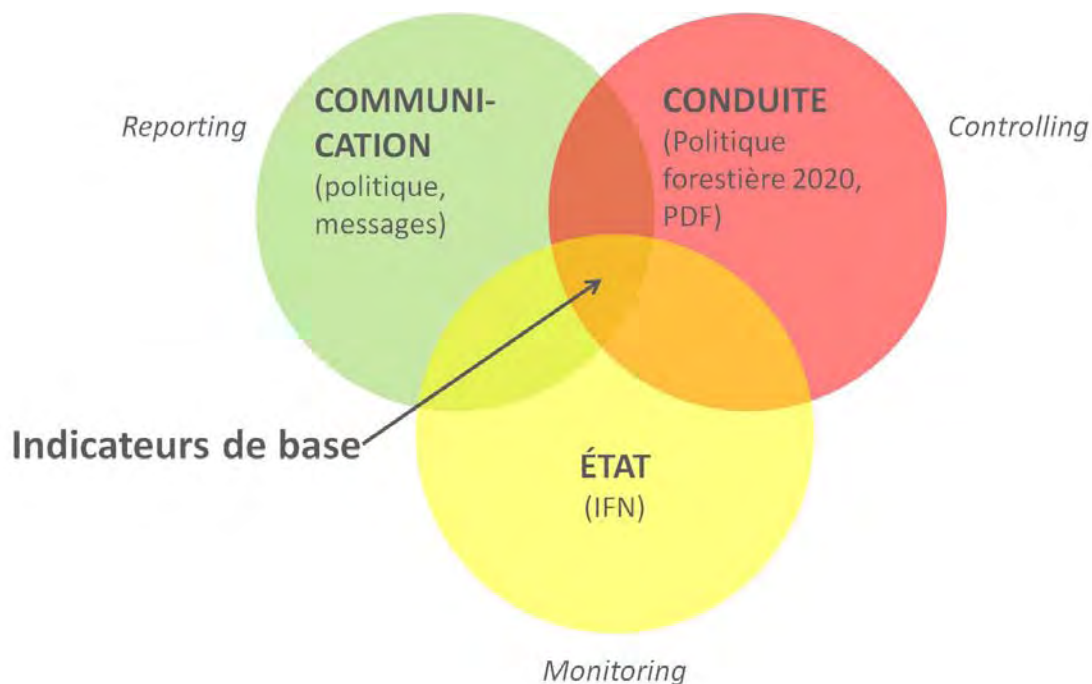 COMMUNI-
CATION
(politique,
messages)
Reporting
CONDUITE
(Politique
forestière 2020,
PDF)
Controlling
Indicateurs de base
ÉTAT
(IFN)
Monitoring